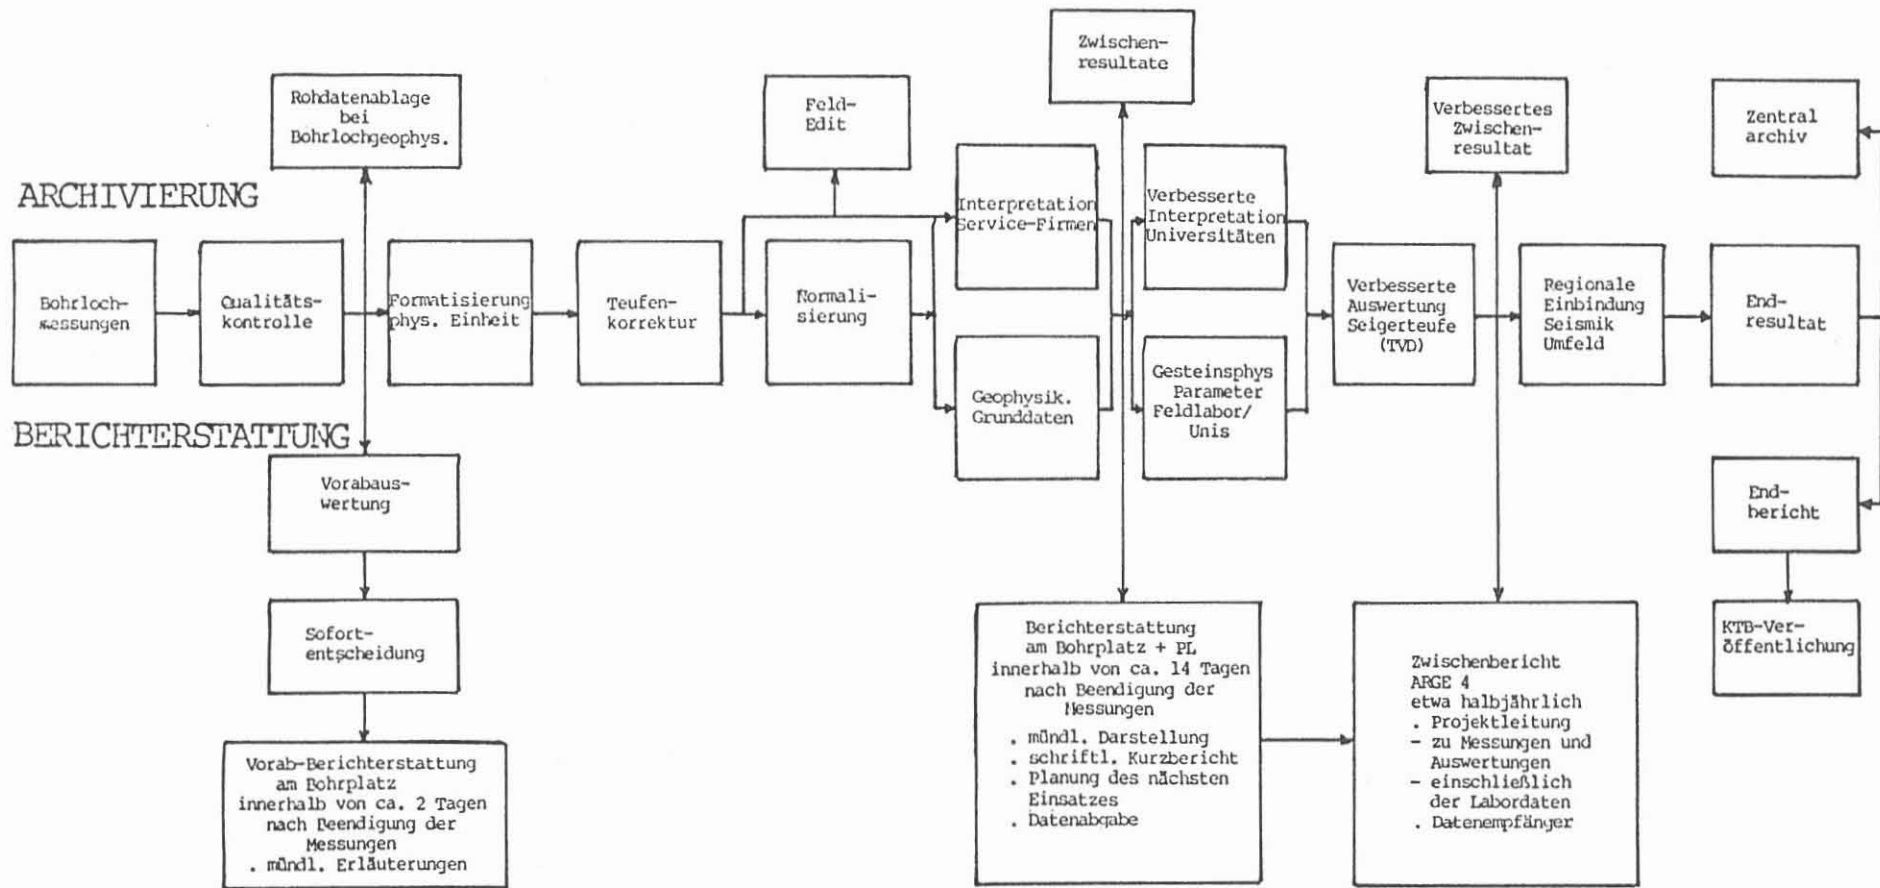 Zwischen-
resultate
Rohdatenablage
bei
Bohrlochgeophys.
Feld-
Edit
Verbessertes
Zwischen-
resultat
Zentral
archiv
ARCHIVIERUNG
Interpretation
Service-Firmen
Verbesserte
Interpretation
Universitäten
Bohrloch-
messungen
Qualitäts-
kontrolle
Formatisierung
phys. Einheit
Teufen-
korrektur
Normali-
sierung
Verbesserte
Auswertung
Seigerteufe
(TVD)
Regionale
Einbindung
Seismik
Umfeld
End-
resultat
Geophysik.
Grunddaten
Gesteinsphys
Parameter
Feldlabor/
Unis
BERICHTERSTATTUNG
Vorabaus-
wertung
End-
bericht
Sofort-
entscheidung
Berichterstattung
am Bohrplatz + PL
innerhalb von ca. 14 Tagen
nach Beendigung der
Messungen
. mündl. Darstellung
. schriftl. Kurzbericht
. Planung des nächsten
Einsatzes
. Datenabgabe
Zwischenbericht
ARGE 4
etwa halbjährlich
. Projektleitung
- zu Messungen und
Auswertungen
- einschließlich
der Labordaten
. Datenempfänger
KTB-Ver-
öffentlichung
Vorab-Berichterstattung
am Bohrplatz
innerhalb von ca. 2 Tagen
nach Beendigung der
Messungen
. mündl. Erläuterungen